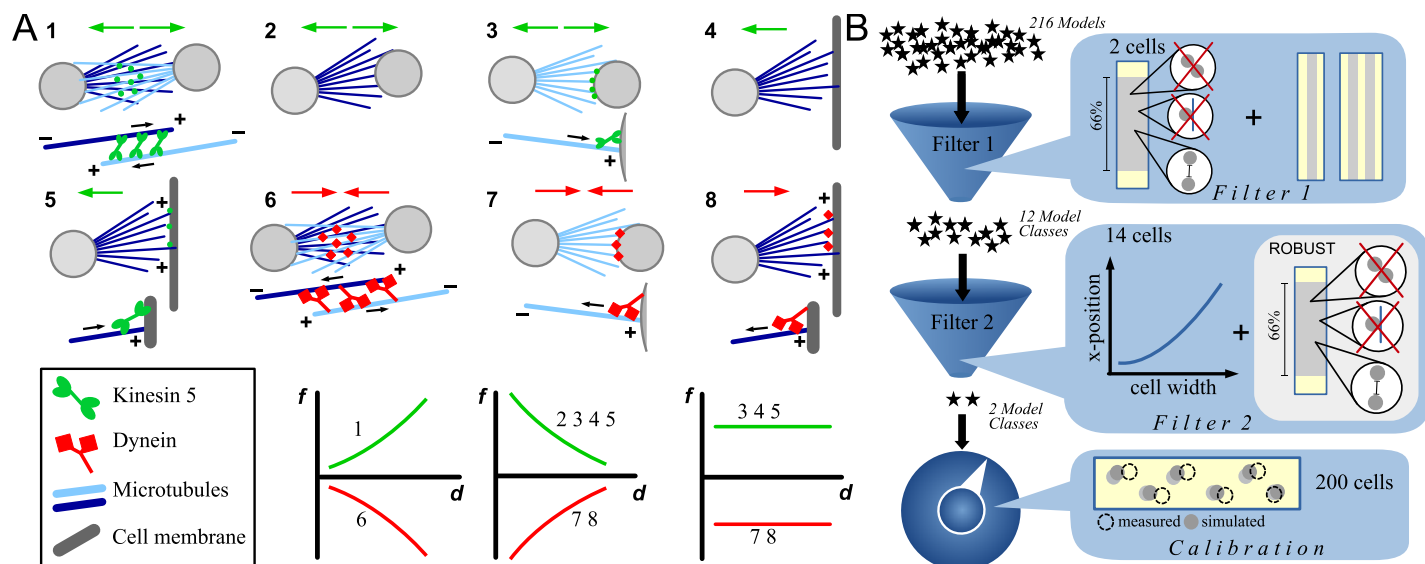 A
1
2
3
4
+
−
−
+
−
+
5
6
7
8
+
+
+
+
+
−
−
+
−
+
+
+
Kinesin 5
Dynein
Microtubules
Cell membrane
f
1
6
d
f
2 3 4 5
7 8
d
f
3 4 5
7 8
d
B
216 Models
Filter 1
2 cells
66%
+
Filter 1
12 Model
Classes
Filter 2
14 cells
x-position
cell width
+
ROBUST
66%
Filter 2
2 Model
Classes
200 cells
measured
simulated
Calibration